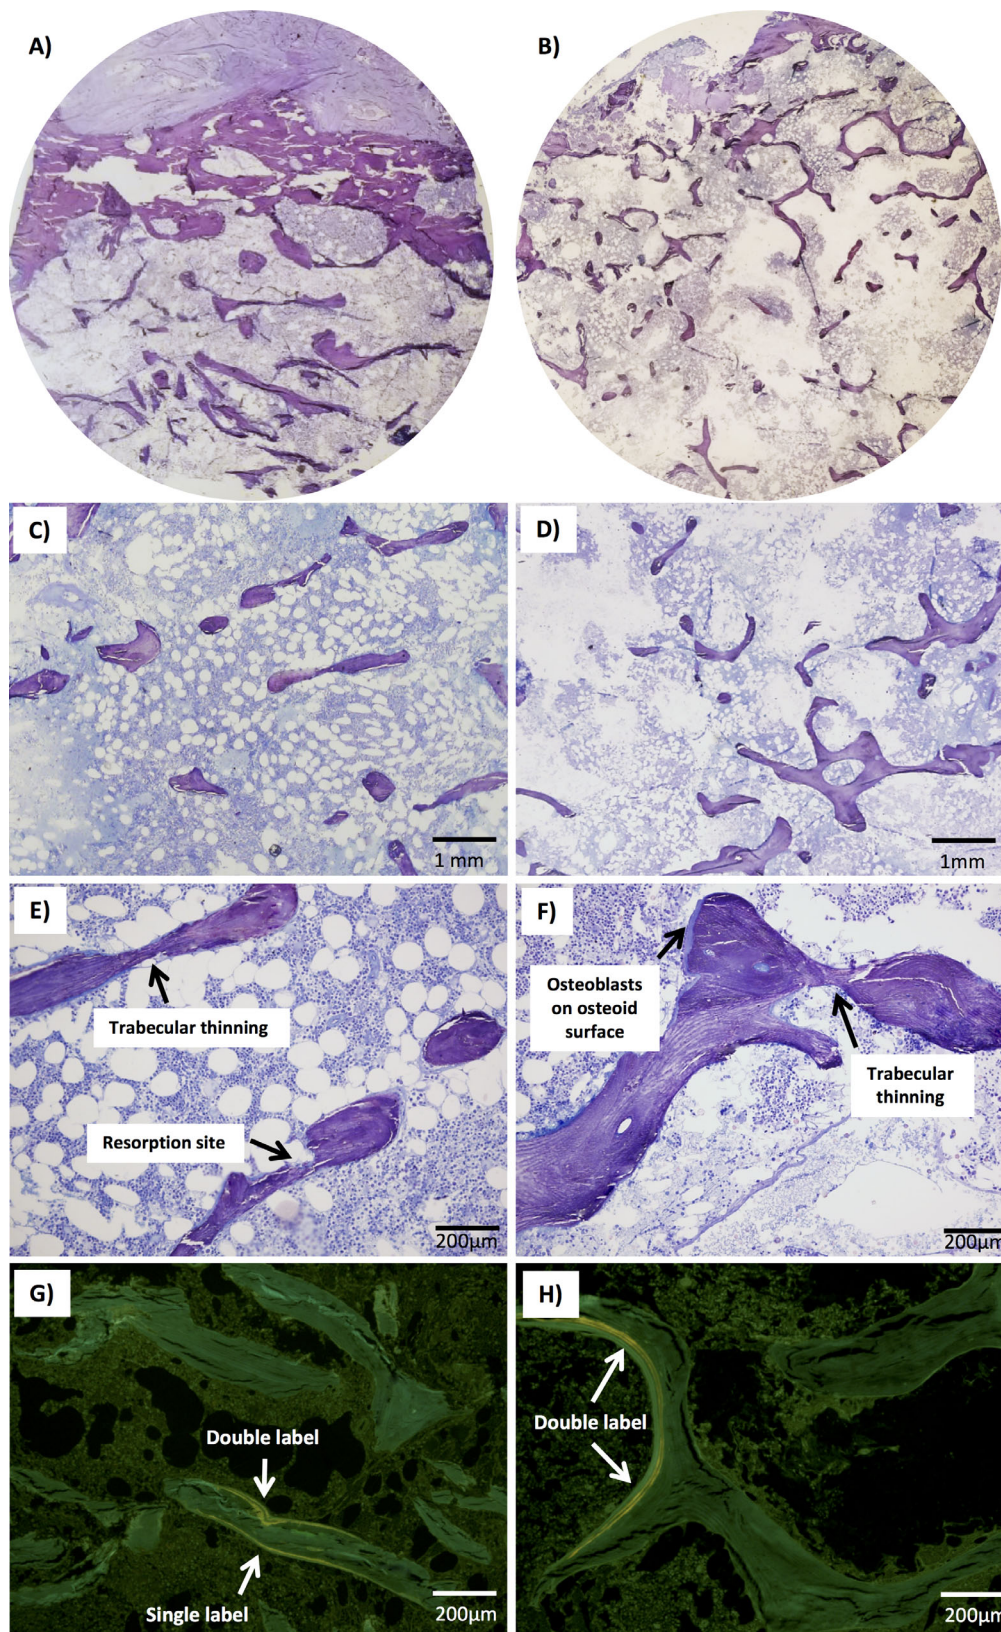 A)
B)
C)
D)
1 mm
1mm
E)
F)
Trabecular thinning
Osteoblasts
on osteoid
surface
Trabecular
thinning
Resorption site
200µm
200µm
G)
H)
Double label
Double label
Single label
200µm
200µm